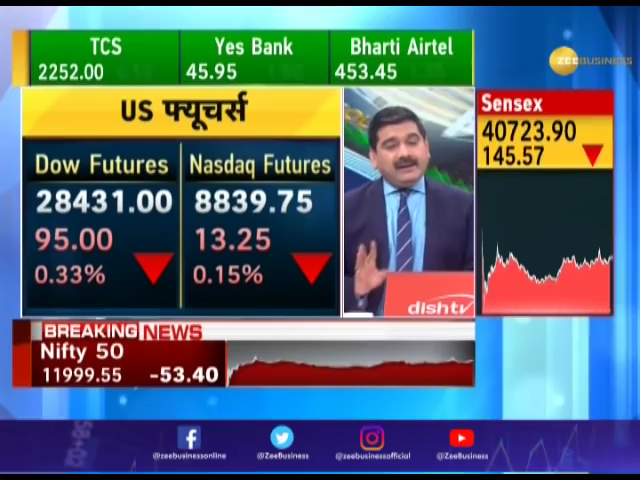 TCS
2252.00
Yes Bank
45.95
Bharti Airtel
453.45
ZEEBUSINESS
US फ्यूचर्स
Dow Futures
28431.00
95.00
0.33%
Nasdaq Futures
8839.75
13.25
0.15%
Sensex
40723.90
145.57
dishtv
BREAKING NEWS
Nifty 50
11999.55 -53.40
@zeebusinessonline
@ZeeBusiness
@zeebusinessofficial
@ZeeBusiness